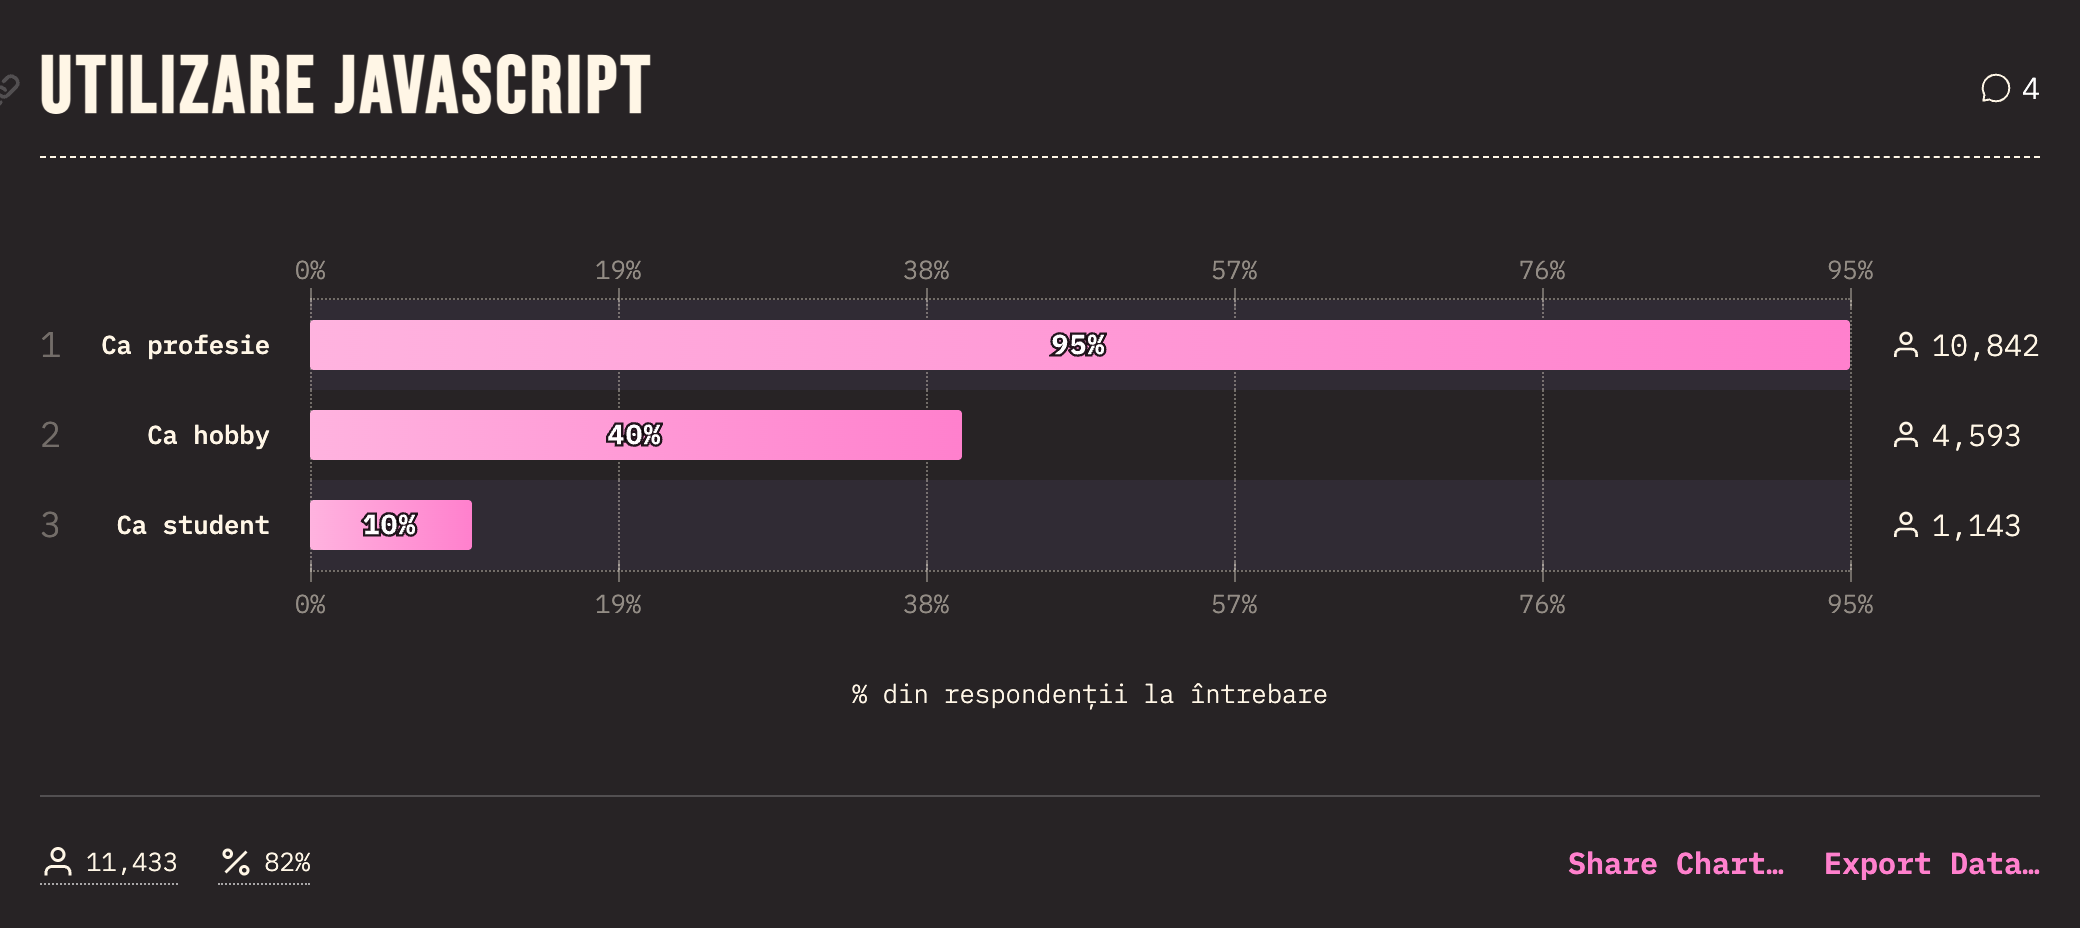 UTILIZARE JAVASCRIPT
4
0% 19% 38% 57% 76% 95%
1 Ca profesie 95% 10,842
2 Ca hobby 40% 4,593
3 Ca student 10% 1,143
0% 19% 38% 57% 76% 95%
% din respondenții la întrebare
11,433 82% Share Chart… Export Data…